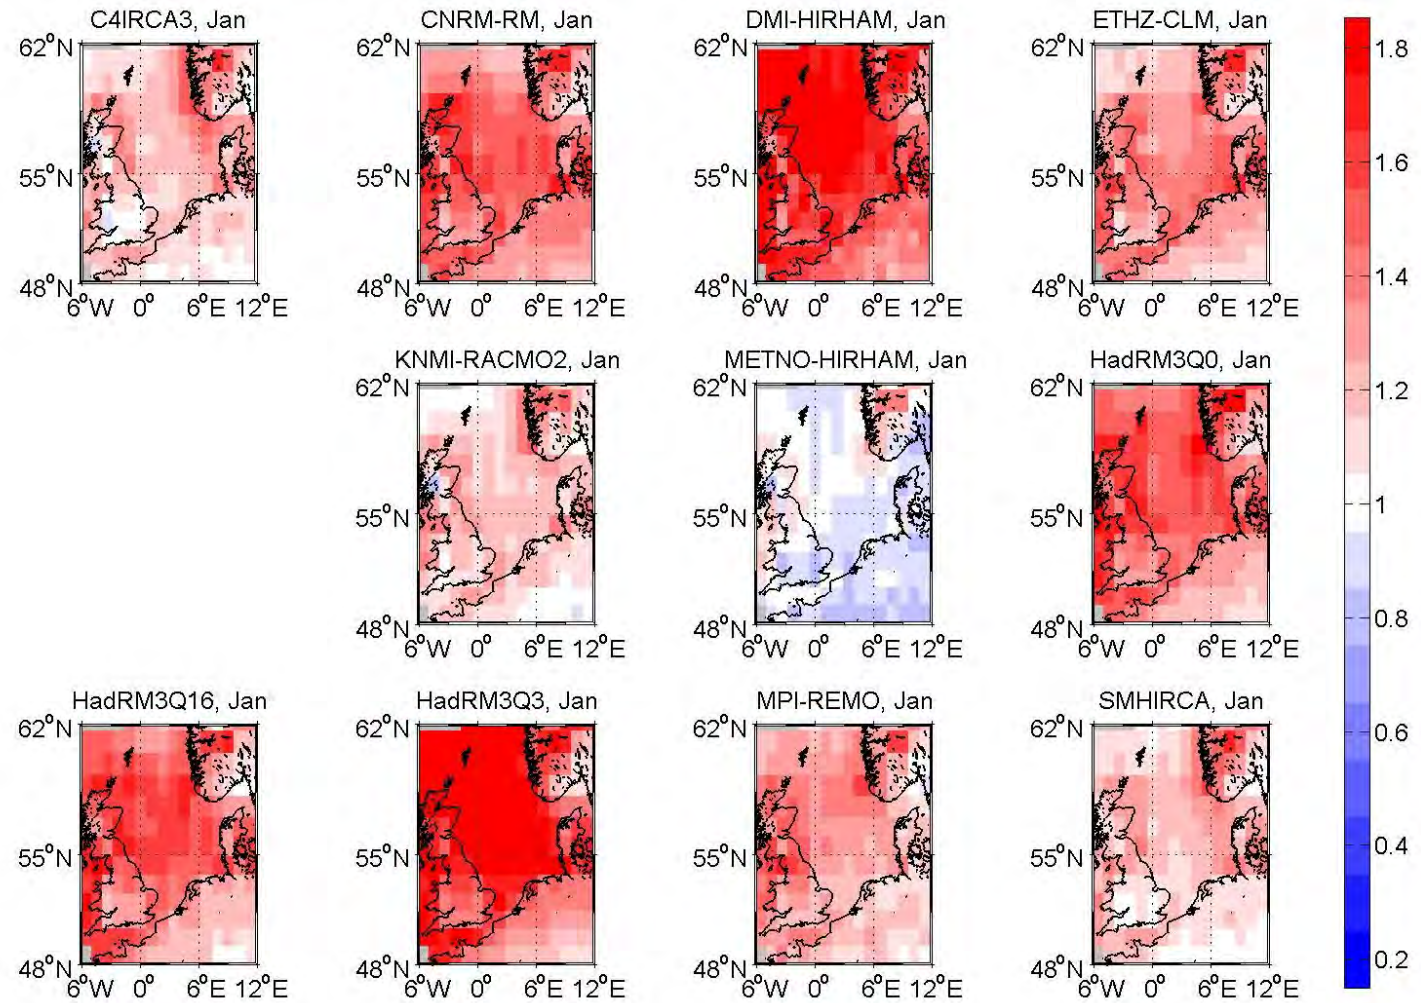 C4IRCA3, Jan
CNRM-RM, Jan
DMI-HIRHAM, Jan
ETHZ-CLM, Jan
62°N
55°N
48°N
6°W 0° 6°E 12°E
62°N
55°N
48°N
6°W 0° 6°E 12°E
62°N
55°N
48°N
6°W 0° 6°E 12°E
62°N
55°N
48°N
6°W 0° 6°E 12°E
KNMI-RACMO2, Jan
METNO-HIRHAM, Jan
HadRM3Q0, Jan
62°N
55°N
48°N
6°W 0° 6°E 12°E
62°N
55°N
48°N
6°W 0° 6°E 12°E
62°N
55°N
48°N
6°W 0° 6°E 12°E
HadRM3Q16, Jan
HadRM3Q3, Jan
MPI-REMO, Jan
SMHIRCA, Jan
62°N
55°N
48°N
6°W 0° 6°E 12°E
62°N
55°N
48°N
6°W 0° 6°E 12°E
62°N
55°N
48°N
6°W 0° 6°E 12°E
62°N
55°N
48°N
6°W 0° 6°E 12°E
1.8
1.6
1.4
1.2
1
0.8
0.6
0.4
0.2